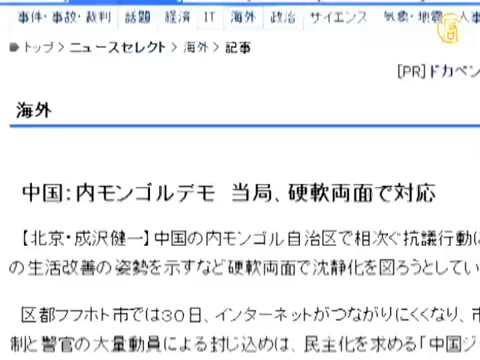 事件・事故・裁判 話題 経済 IT 海外 政治 サイエンス 気象・地震 人事
トップ > ニュースセレクト > 海外 > 記事
[PR]ドカベン
海外
中国:内モンゴルデモ 当局、硬軟両面で対応
【北京・成沢健一】中国の内モンゴル自治区で相次ぐ抗議行動に
の生活改善の姿勢を示すなど硬軟両面で沈静化を図ろうとしてい
区都フフホト市では30日、インターネットがつながりにくくなり、市
制と警官の大量動員による封じ込めは、民主化を求める「中国ジ